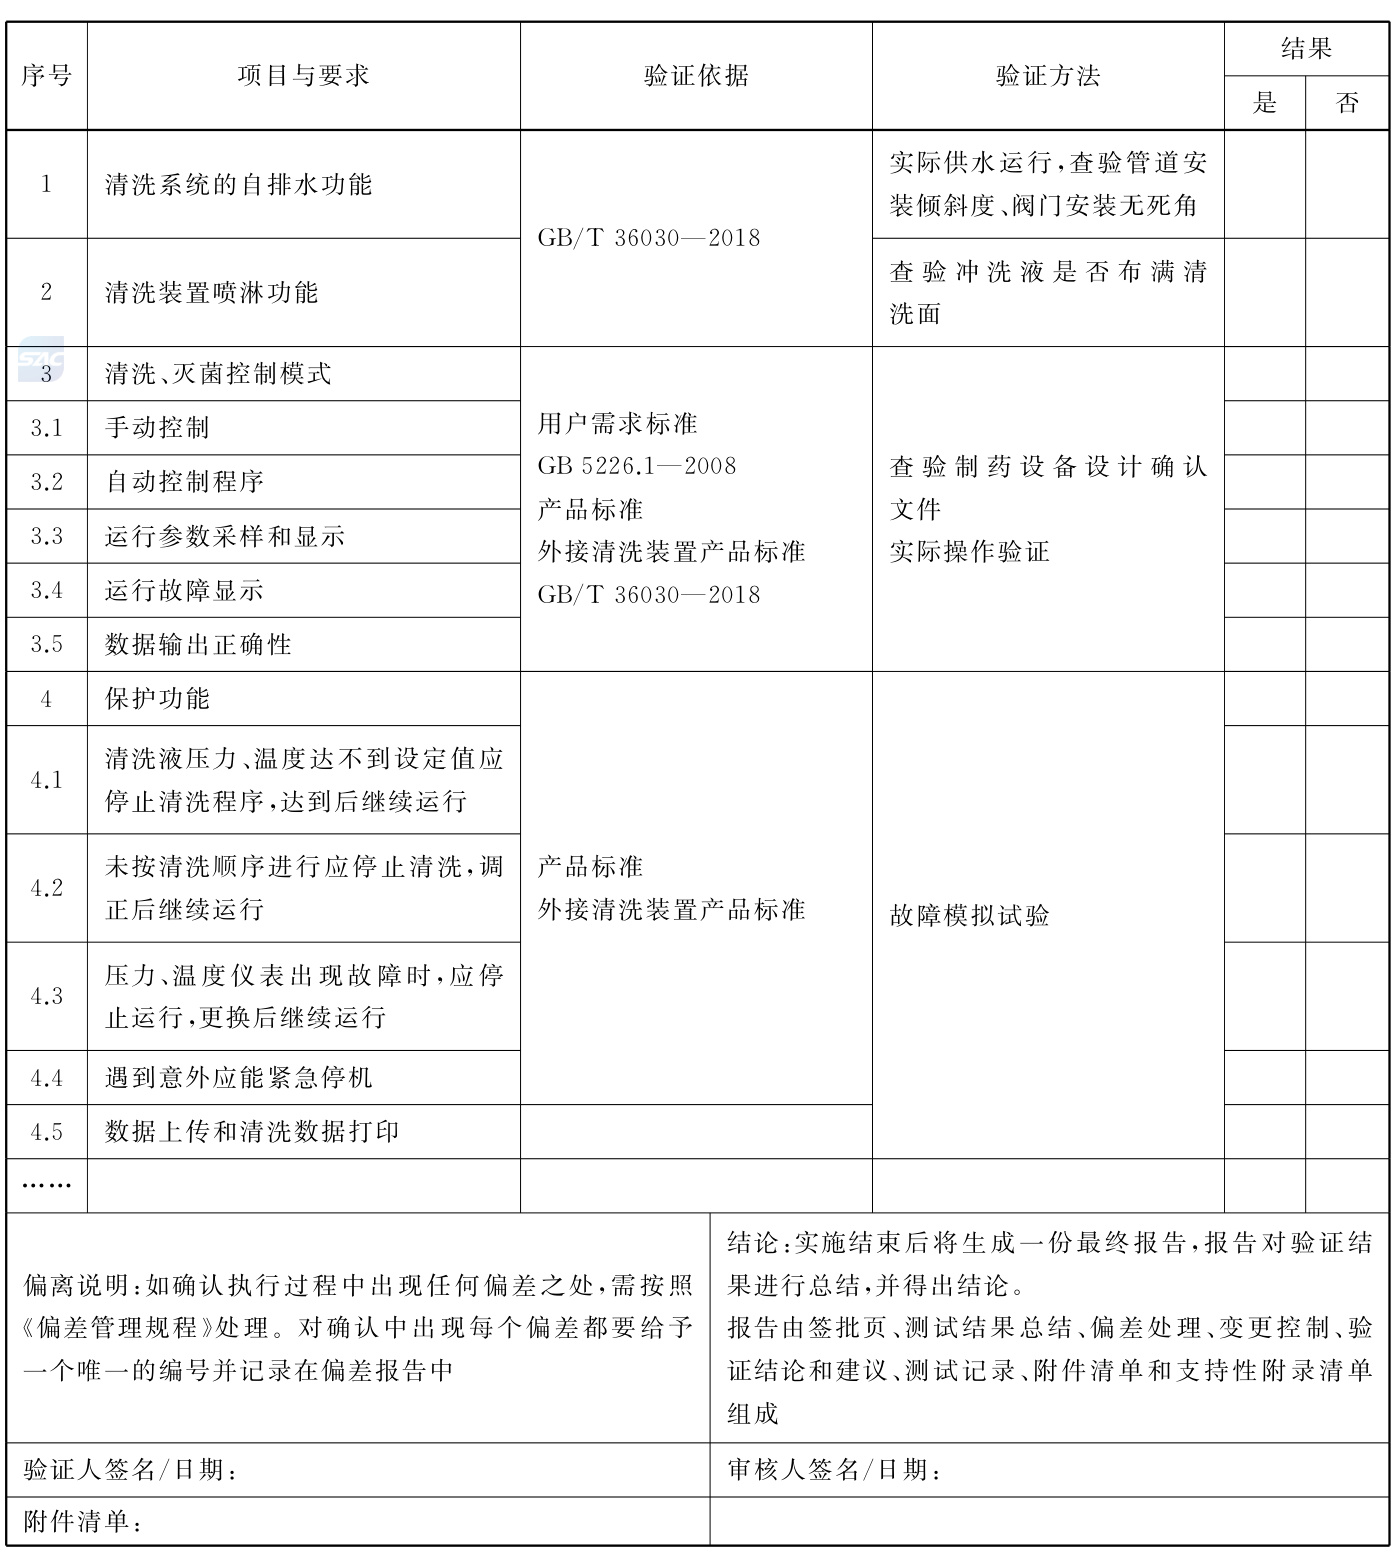 序号 项目与要求 验证依据 验证方法 结果
是 否
1 清洗系统的自排水功能 GB/T 36030—2018 实际供水运行,查验管道安
装倾斜度、阀门安装无死角
2 清洗装置喷淋功能 查验冲洗液是否布满清
洗面
SAC
3 清洗、灭菌控制模式
3.1 手动控制
3.2 自动控制程序
3.3 运行参数采样和显示
3.4 运行故障显示
3.5 数据输出正确性
用户需求标准
GB 5226.1—2008
产品标准
外接清洗装置产品标准
GB/T 36030—2018
查验制药设备设计确认
文件
实际操作验证
4 保护功能
4.1 清洗液压力、温度达不到设定值应
停止清洗程序,达到后继续运行
4.2 未按清洗顺序进行应停止清洗,调
正后继续运行
4.3 压力、温度仪表出现故障时,应停
止运行,更换后继续运行
4.4 遇到意外应能紧急停机
4.5 数据上传和清洗数据打印
产品标准
外接清洗装置产品标准
故障模拟试验
……
偏离说明:如确认执行过程中出现任何偏差之处,需按照
《偏差管理规程》处理。对确认中出现每个偏差都要给予
一个唯一的编号并记录在偏差报告中
结论:实施结束后将生成一份最终报告,报告对验证结
果进行总结,并得出结论。
报告由签批页、测试结果总结、偏差处理、变更控制、验
证结论和建议、测试记录、附件清单和支持性附录清单
组成
验证人签名/日期: 审核人签名/日期:
附件清单: